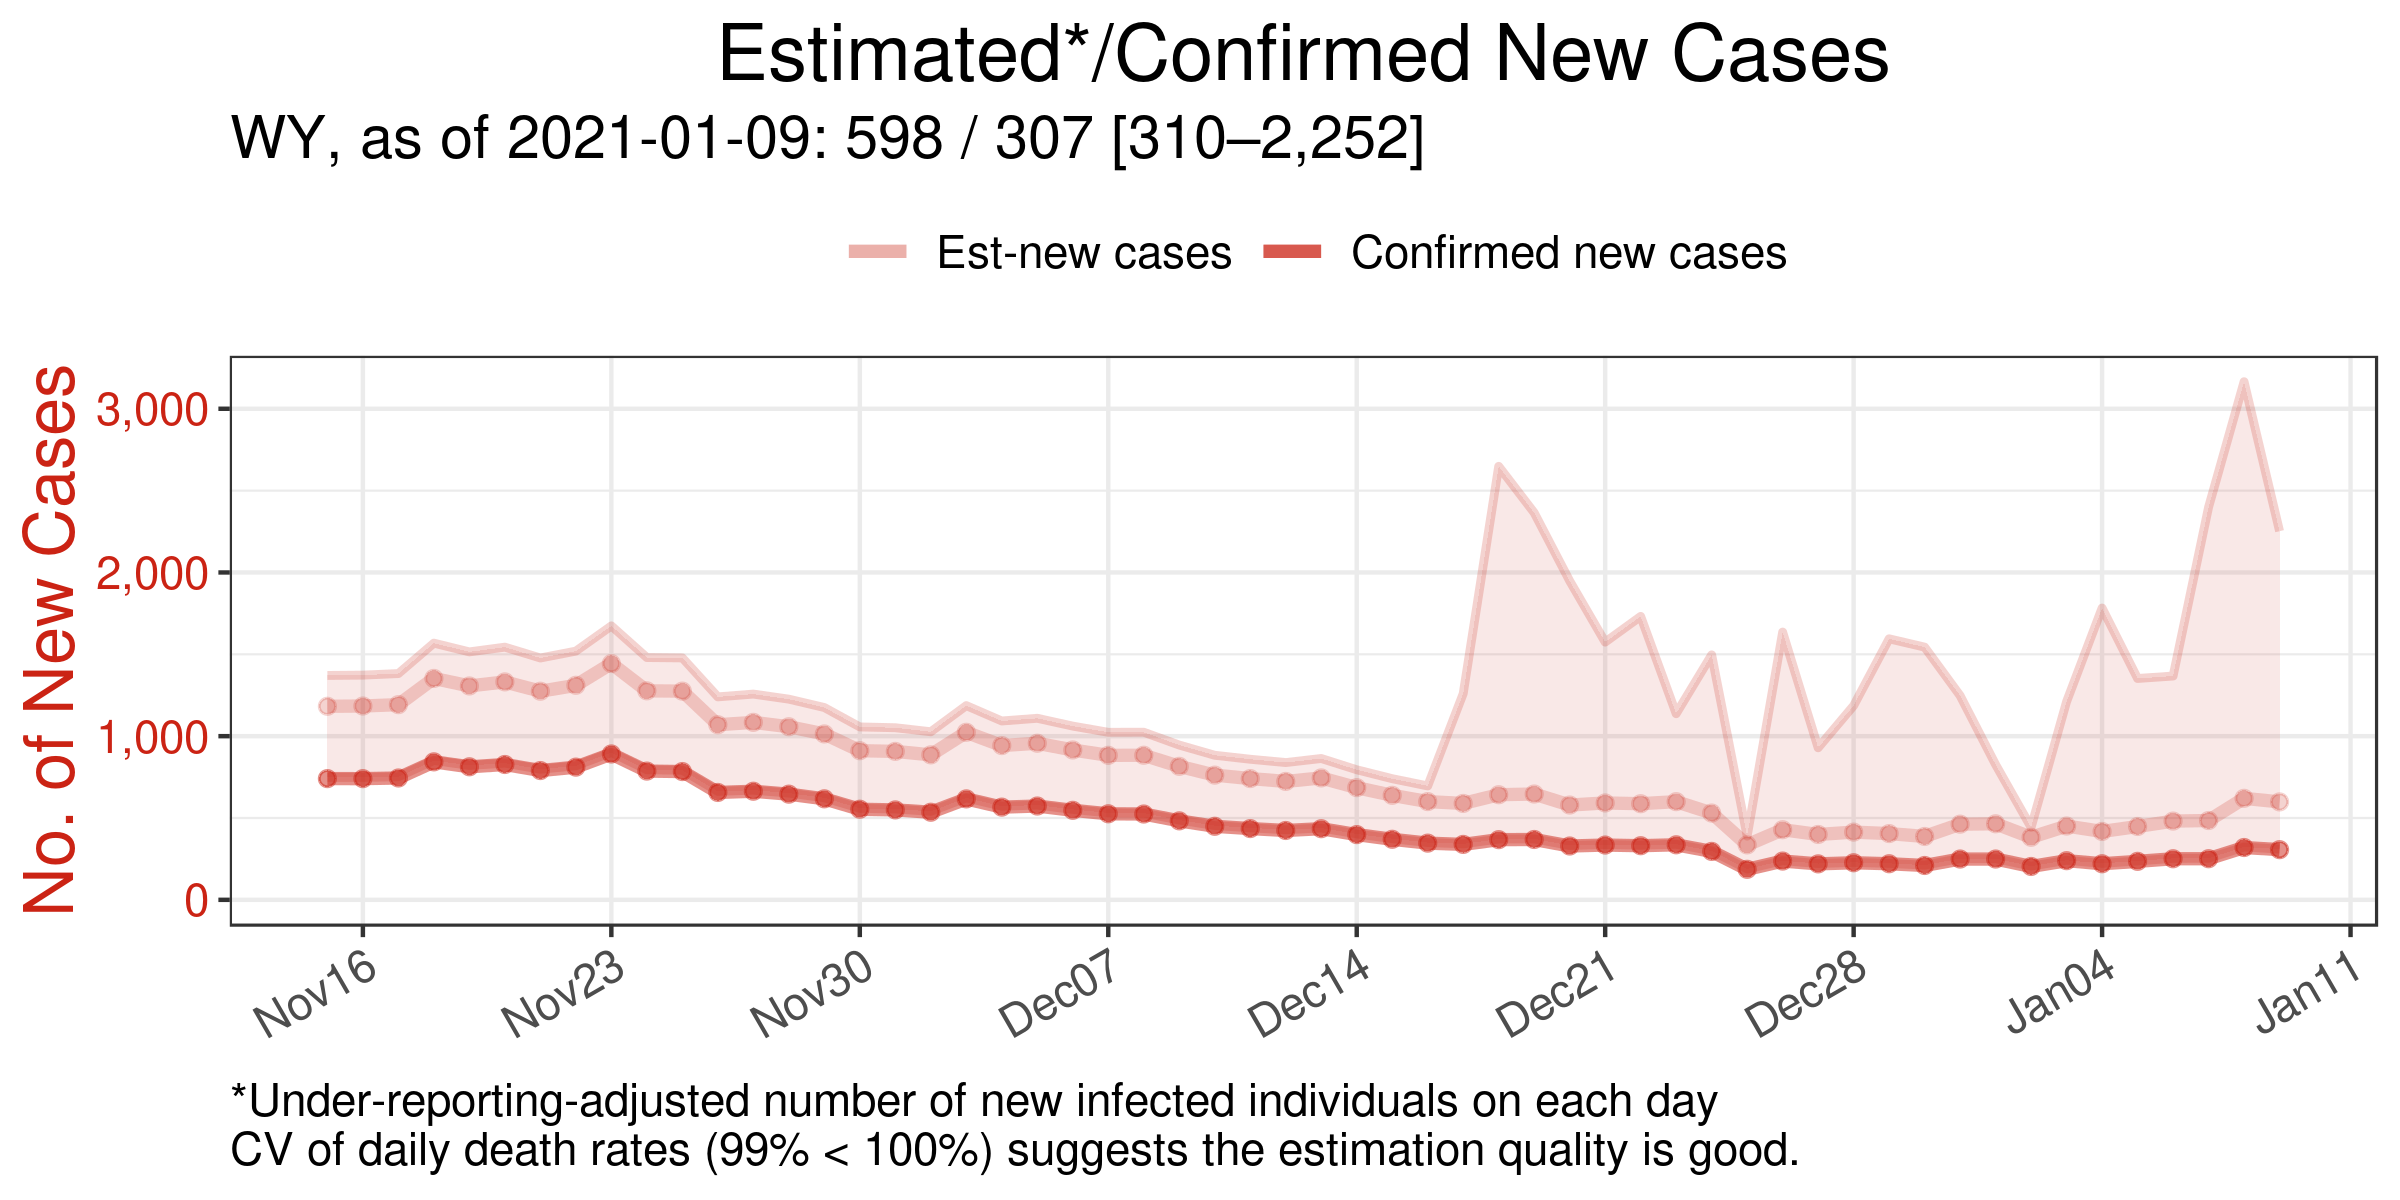 Estimated*/Confirmed New Cases
WY, as of 2021-01-09: 598 / 307 [310–2,252]
Est-new cases Confirmed new cases
No. of New Cases
3,000
2,000
1,000
0
Nov16 Nov23 Nov30 Dec07 Dec14 Dec21 Dec28 Jan04 Jan11
*Under-reporting-adjusted number of new infected individuals on each day
CV of daily death rates (99% < 100%) suggests the estimation quality is good.